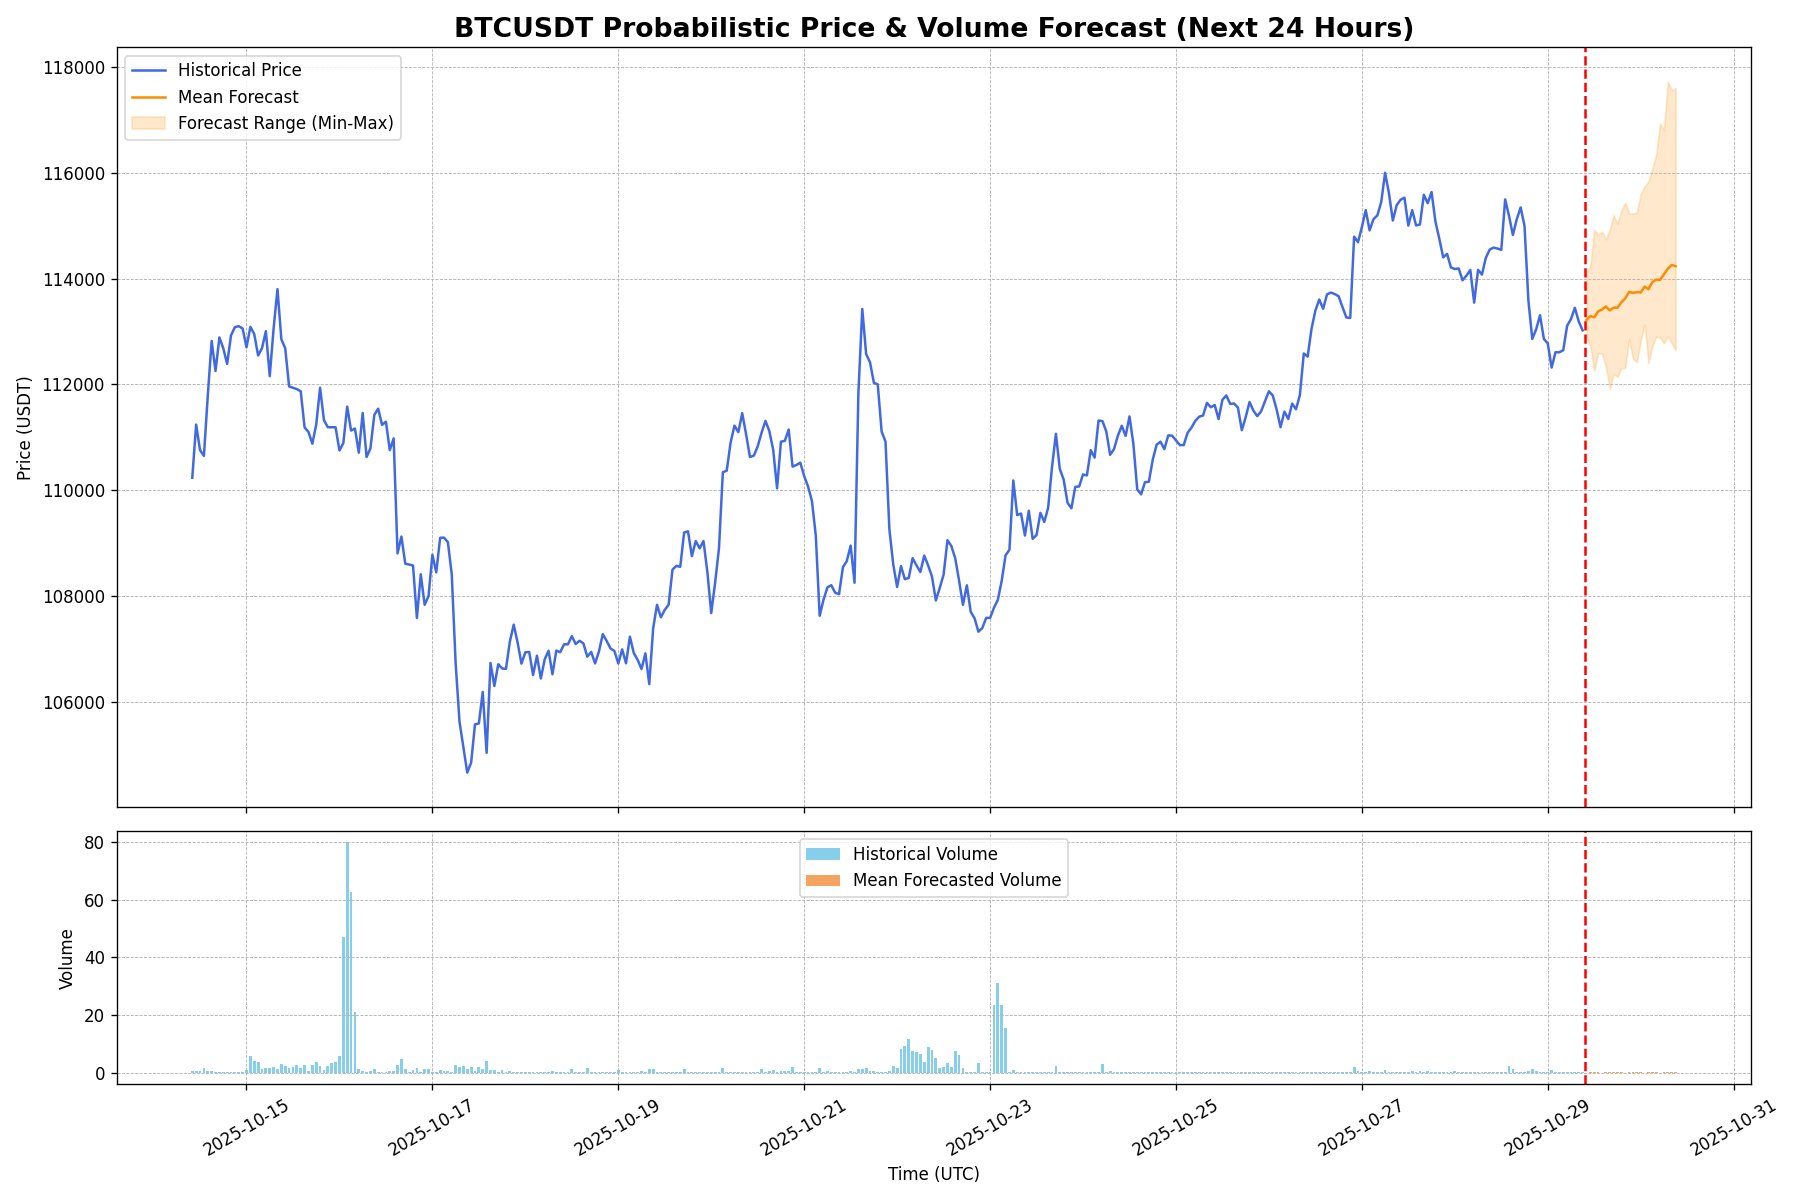 BTCUSDT Probabilistic Price & Volume Forecast (Next 24 Hours)
Historical Price
Mean Forecast
Forecast Range (Min-Max)
Price (USDT)
118000
116000
114000
112000
110000
108000
106000
Historical Volume
Mean Forecasted Volume
Volume
80
60
40
20
0
2025-10-15
2025-10-17
2025-10-19
2025-10-21
2025-10-23
2025-10-25
2025-10-27
2025-10-29
2025-10-31
Time (UTC)